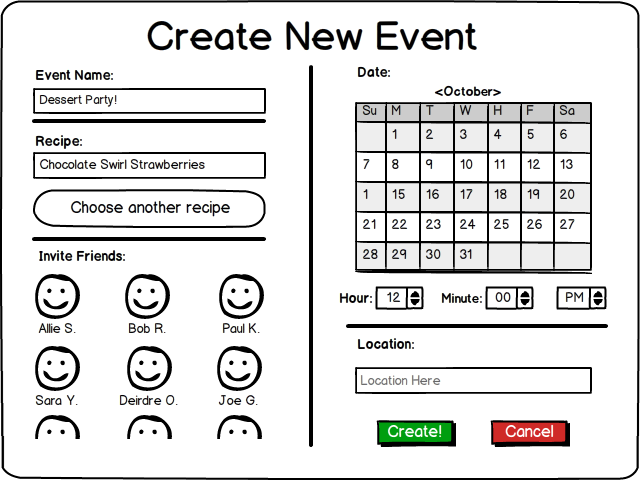 Create New Event
Event Name:
Dessert Party!
Recipe:
Chocolate Swirl Strawberries
Choose another recipe
Invite Friends:
Allie S. Bob R. Paul K.
Sara Y. Deirdre O. Joe G.
Date:
<October>
Su M T W H F Sa
1 2 3 4 5 6
7 8 9 10 11 12 13
1 15 16 17 18 19 20
21 22 23 24 25 26 27
28 29 30 31
Hour: 12 Minute: 00 PM
Location:
Location Here
Create! Cancel